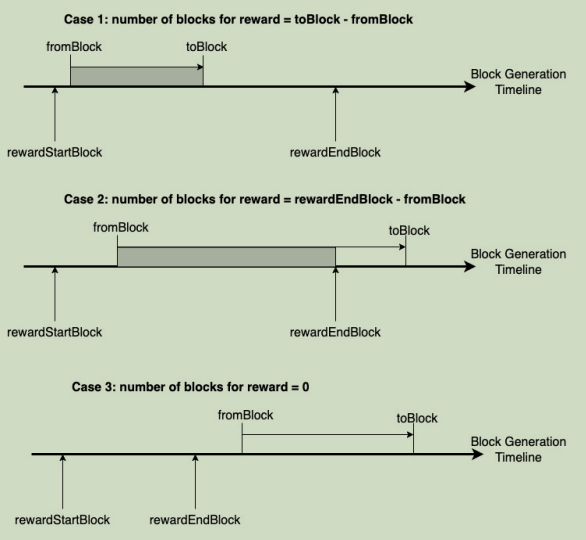 Case 1: number of blocks for reward = toBlock - fromBlock
fromBlock
toBlock
Block Generation
Timeline
rewardStartBlock
rewardEndBlock
Case 2: number of blocks for reward = rewardEndBlock - fromBlock
fromBlock
toBlock
Block Generation
Timeline
rewardStartBlock
rewardEndBlock
Case 3: number of blocks for reward = 0
fromBlock
toBlock
Block Generation
Timeline
rewardStartBlock
rewardEndBlock